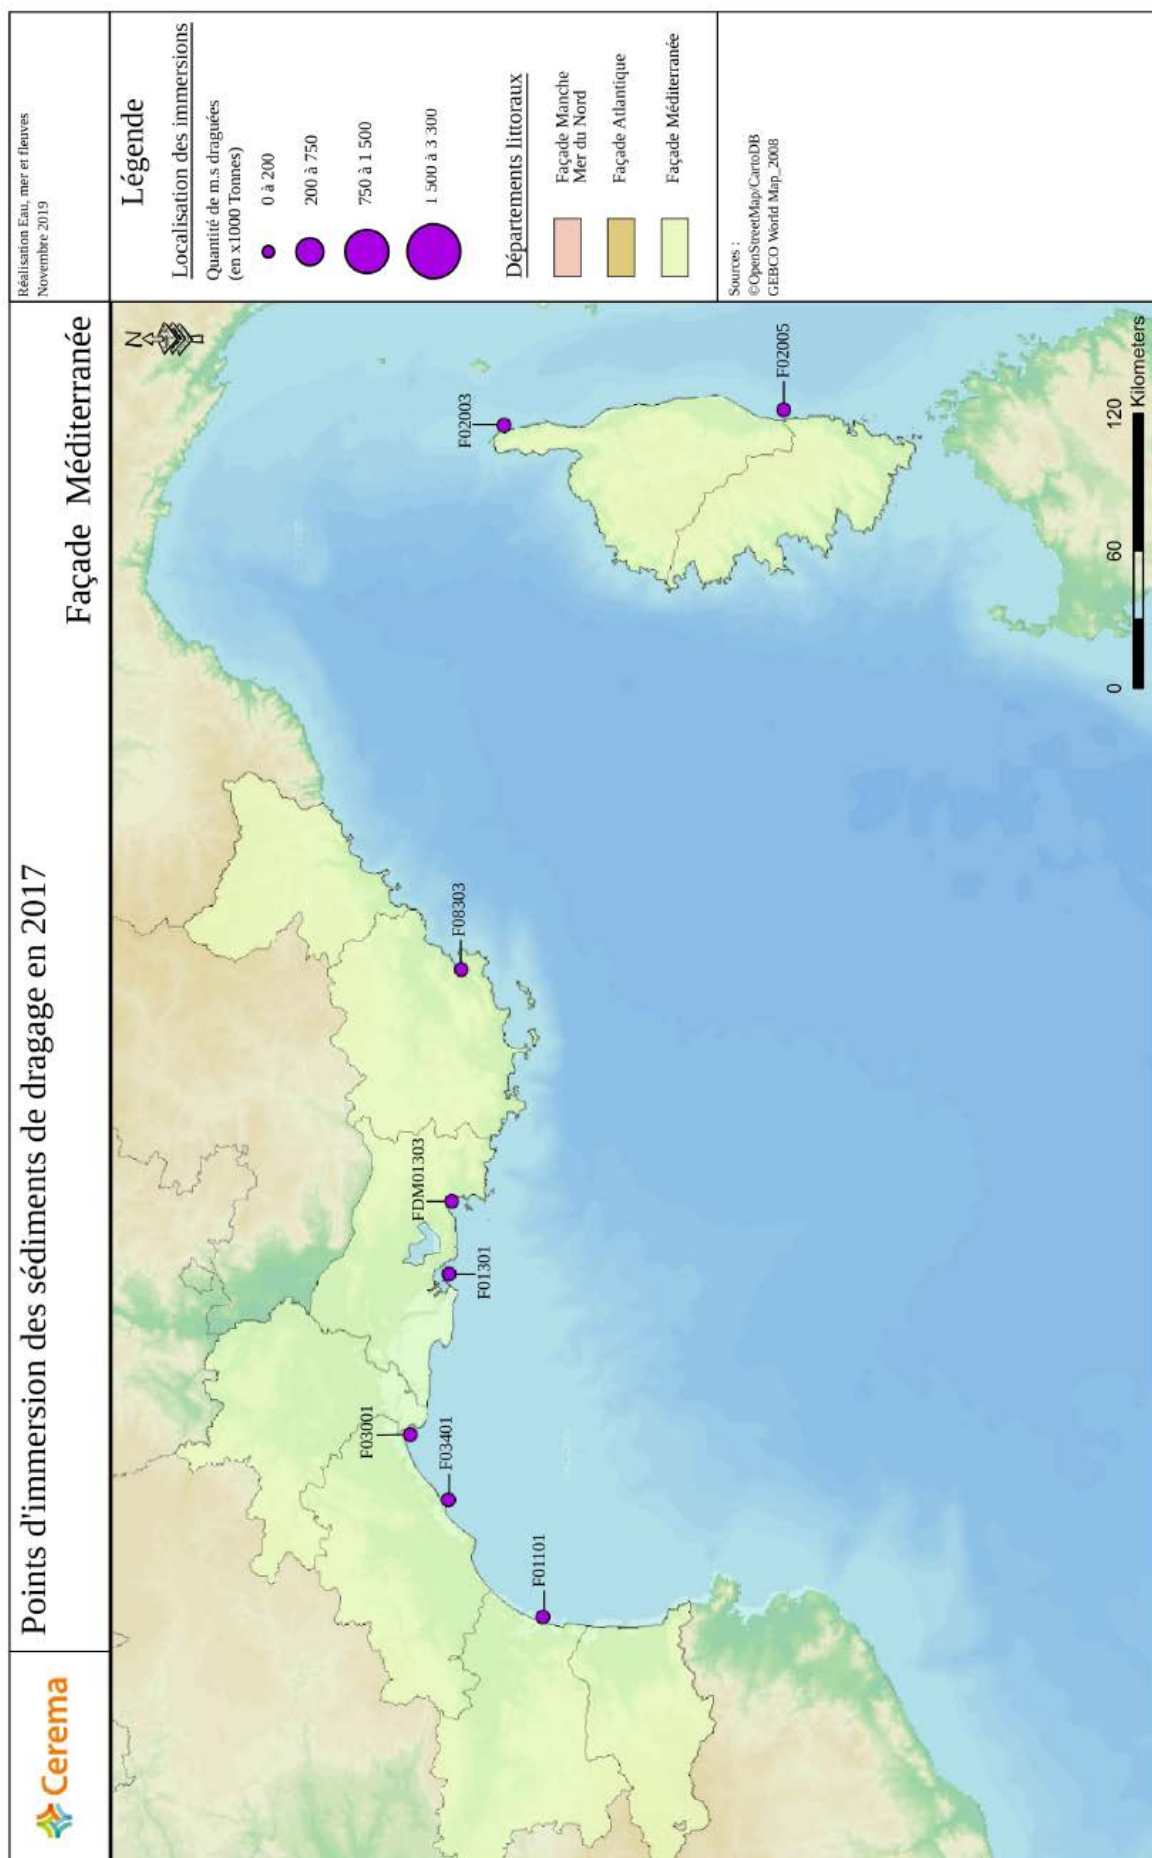 Cerema
Points d'immersion des sédiments de dragage en 2017
Façade Méditerranée
Réalisation Eau, mer et fleuves
Novembre 2019
Légende
Localisation des immersions
Quantité de m.s draguées
(en x1000 Tonnes)
0 à 200
200 à 750
750 à 1 500
1 500 à 3 300
Départements littoraux
Façade Manche
Mer du Nord
Façade Atlantique
Façade Méditerranée
Sources :
©OpenStreetMap/CartoDB
GEBCO World Map_2008
N
F02003
F02005
F08303
FDM01303
F01301
F03001
F03401
F01101
0 60 120
Kilometers